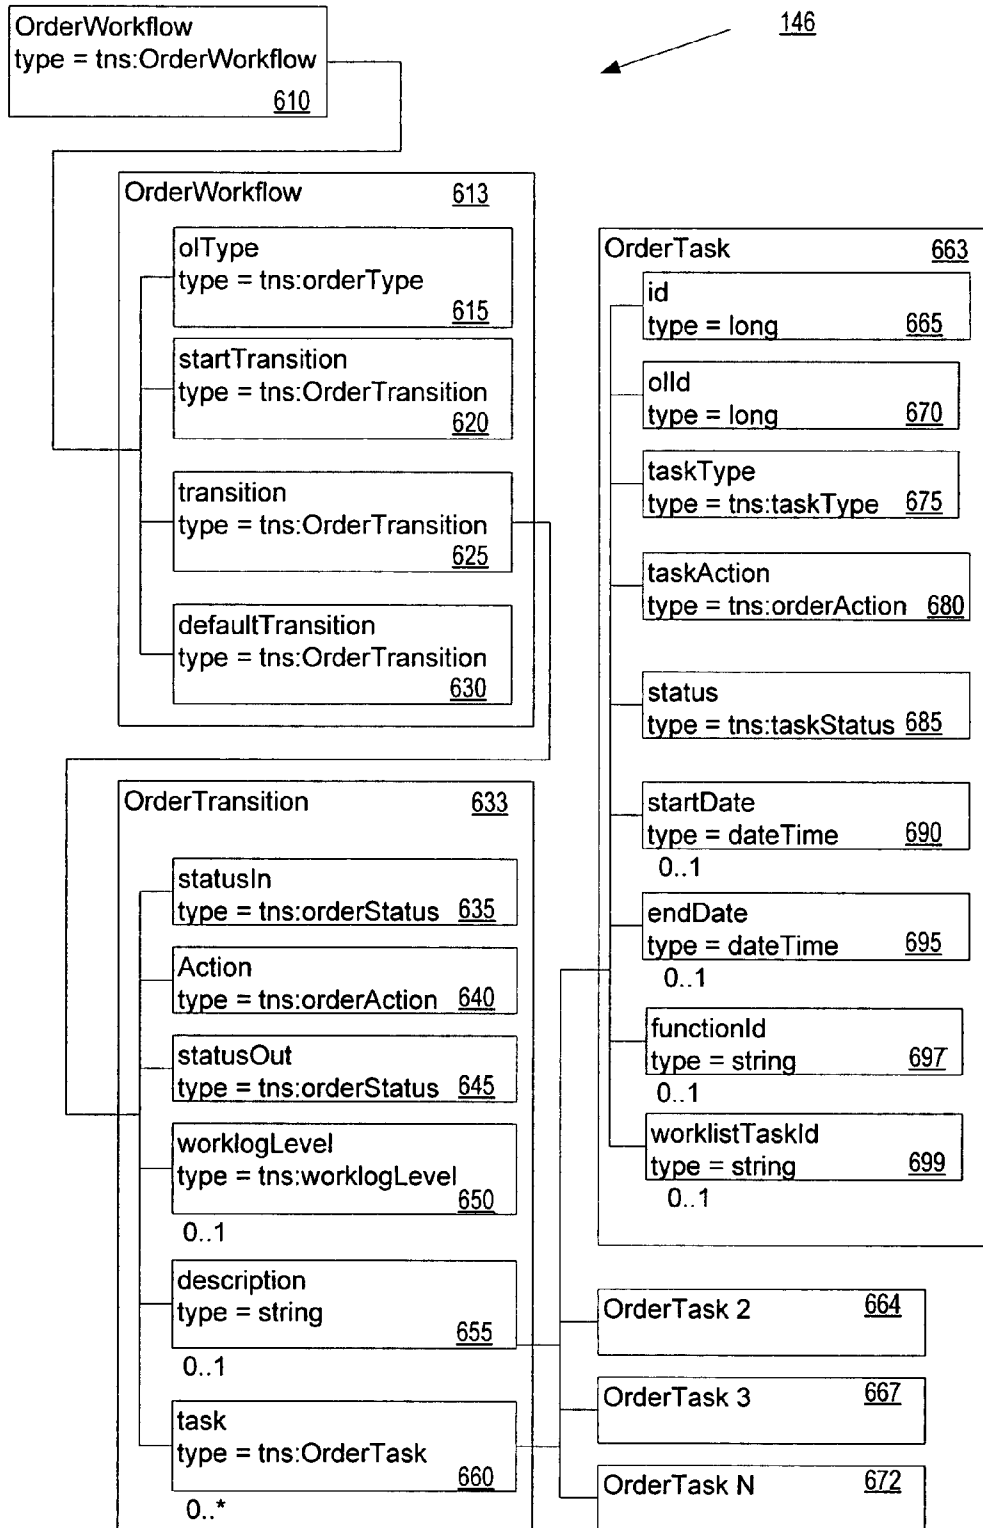 146
OrderWorkflow
type = tns:OrderWorkflow
610
OrderWorkflow 613
olType
type = tns:orderType
615
startTransition
type = tns:OrderTransition
620
transition
type = tns:OrderTransition
625
defaultTransition
type = tns:OrderTransition
630
OrderTransition 633
statusIn
type = tns:orderStatus 635
Action
type = tns:orderAction 640
statusOut
type = tns:orderStatus 645
worklogLevel
type = tns:worklogLevel
650
0..1
description
type = string
655
0..1
task
type = tns:OrderTask
660
0..*
OrderTask 663
id
type = long 665
olId
type = long 670
taskType
type = tns:taskType 675
taskAction
type = tns:orderAction 680
status
type = tns:taskStatus 685
startDate
type = dateTime 690
0..1
endDate
type = dateTime 695
0..1
functionId
type = string 697
0..1
worklistTaskId
type = string 699
0..1
OrderTask 2 664
OrderTask 3 667
OrderTask N 672